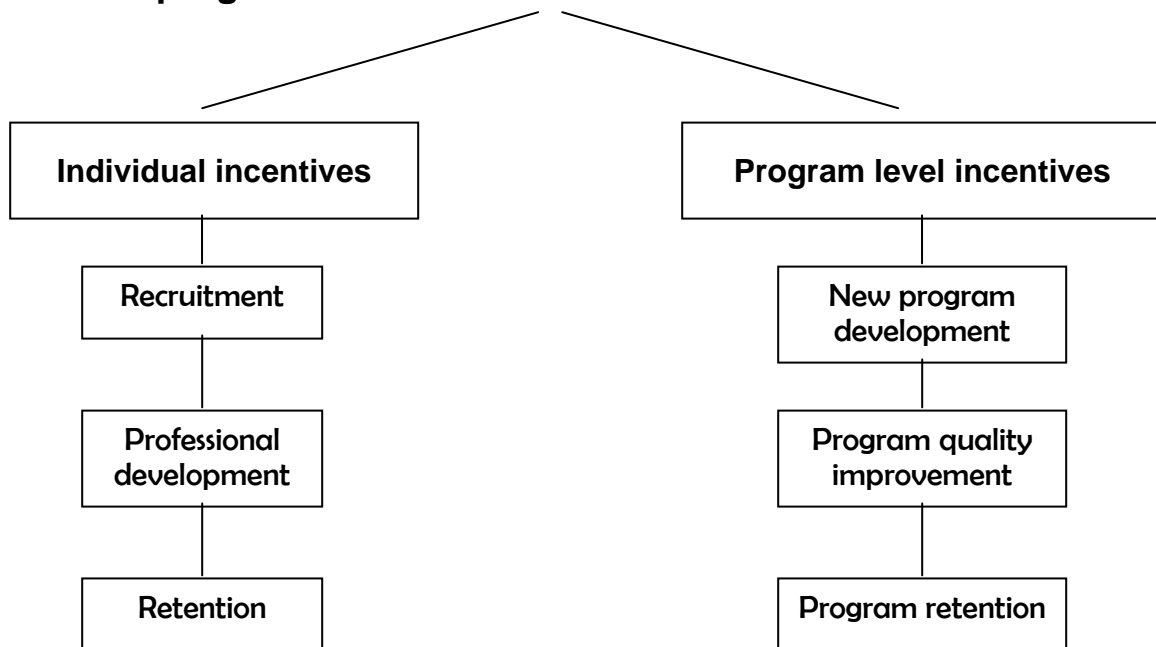 Individual incentives
Program level incentives
Recruitment
New program
development
Professional
development
Program quality
improvement
Retention
Program retention